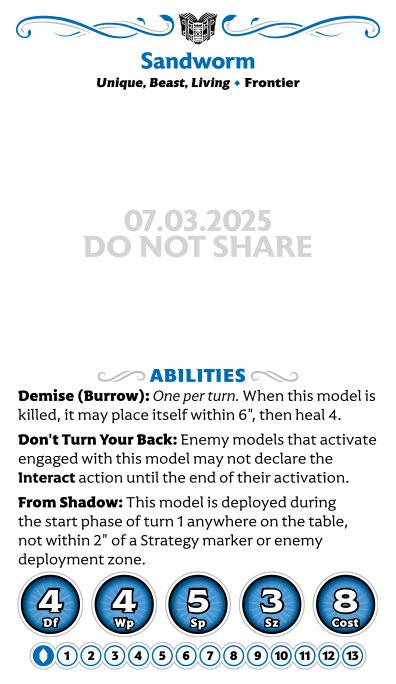 Sandworm
Unique, Beast, Living ♦ Frontier
07.03.2025
DO NOT SHARE
ABILITIES
Demise (Burrow): One per turn. When this model is
killed, it may place itself within 6", then heal 4.
Don't Turn Your Back: Enemy models that activate
engaged with this model may not declare the
Interact action until the end of their activation.
From Shadow: This model is deployed during
the start phase of turn 1 anywhere on the table,
not within 2" of a Strategy marker or enemy
deployment zone.
4 4 5 3 8
Df Wp Sp Sz Cost
1 2 3 4 5 6 7 8 9 10 11 12 13